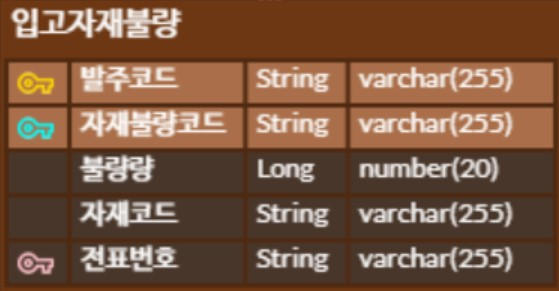 입고자재불량
발주코드 String varchar(255)
자재불량코드 String varchar(255)
불량량 Long number(20)
자재코드 String varchar(255)
전표번호 String varchar(255)